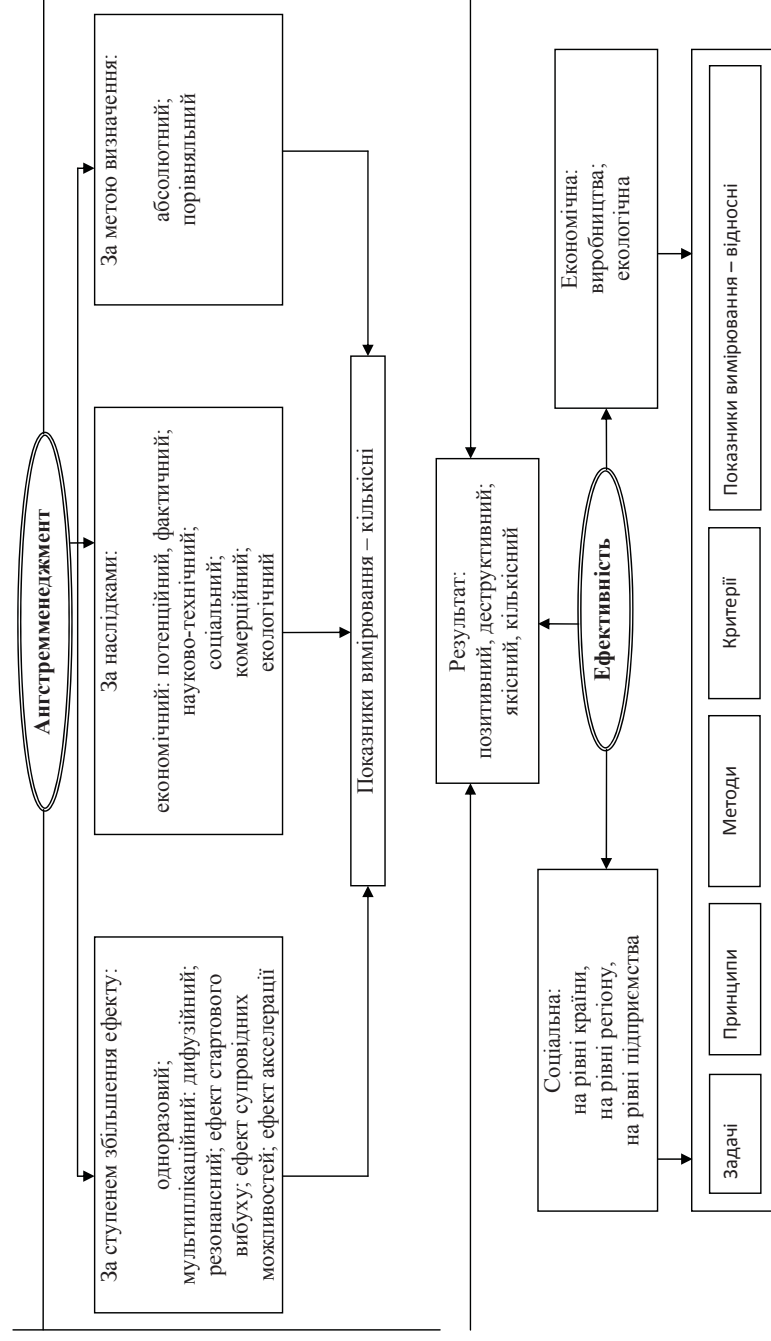 Ангстремменеджмент
За ступенем збільшення ефекту:
одноразовий;
мультиплікаційний: дифузійний;
резонансний; ефект стартового
вибуху; ефект супровідних
можливостей; ефект акселерації
За наслідками:
економічний: потенційний, фактичний;
науково-технічний;
соціальний;
комерційний;
екологічний
За метою визначення:
абсолютний;
порівняльний
Показники вимірювання – кількісні
Результат:
позитивний, деструктивний;
якісний, кількісний
Ефективність
Соціальна:
на рівні країни,
на рівні регіону,
на рівні підприємства
Економічна:
виробництва;
екологічна
Задачі
Принципи
Методи
Критерії
Показники вимірювання – відносні